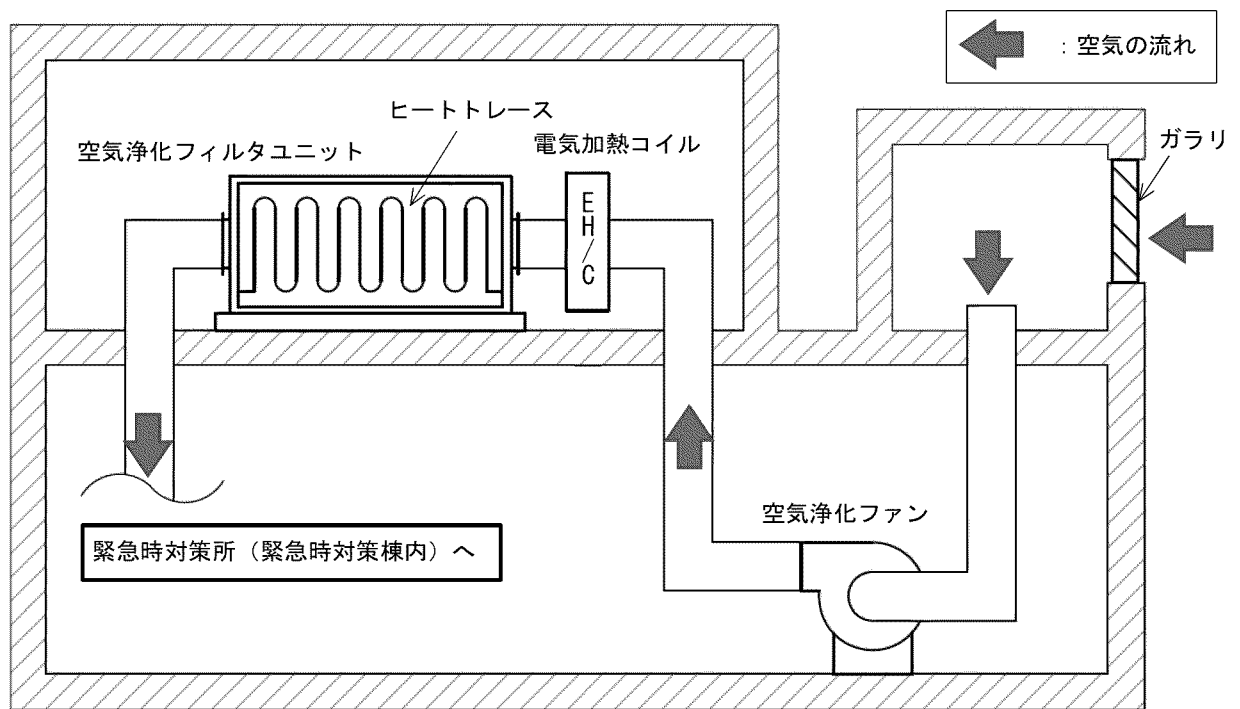 ：空気の流れ
ヒートトレース
ガラリ
空気浄化フィルタユニット
電気加熱コイル
EH/C
空気浄化ファン
緊急時対策所（緊急時対策棟内）へ